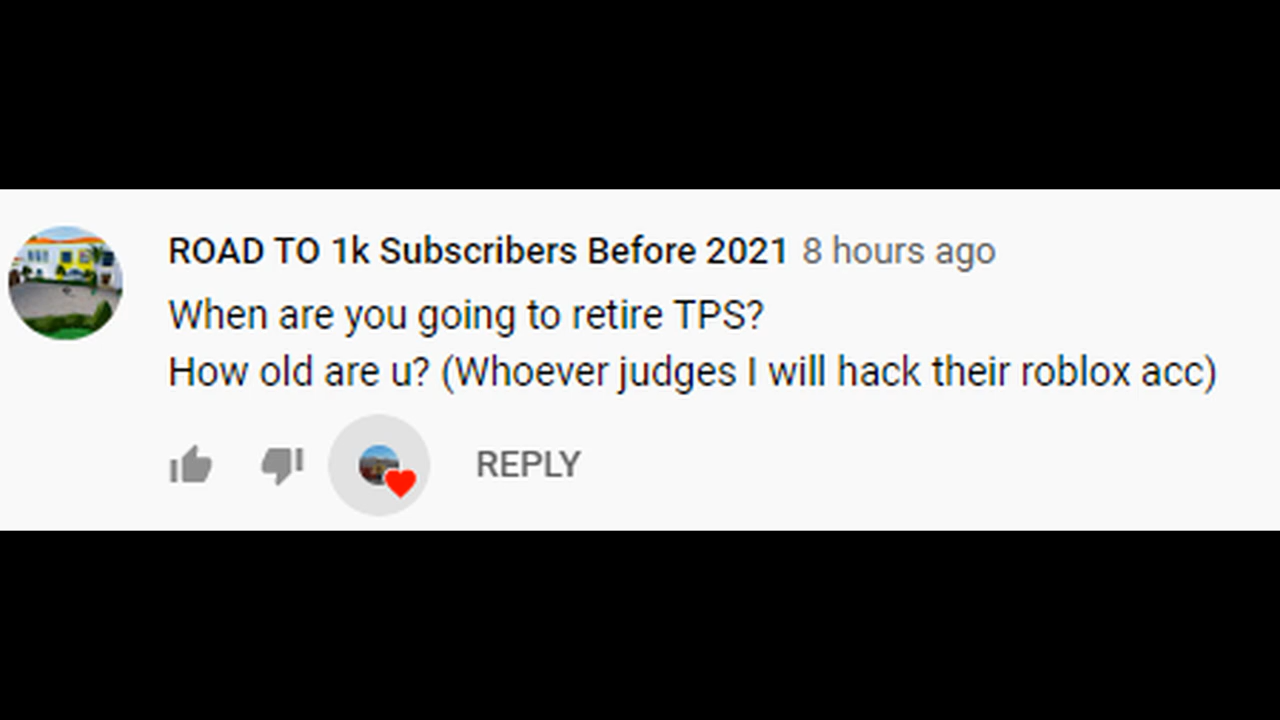 ROAD TO 1k Subscribers Before 2021 8 hours ago
When are you going to retire TPS?
How old are u? (Whoever judges I will hack their roblox acc)
REPLY